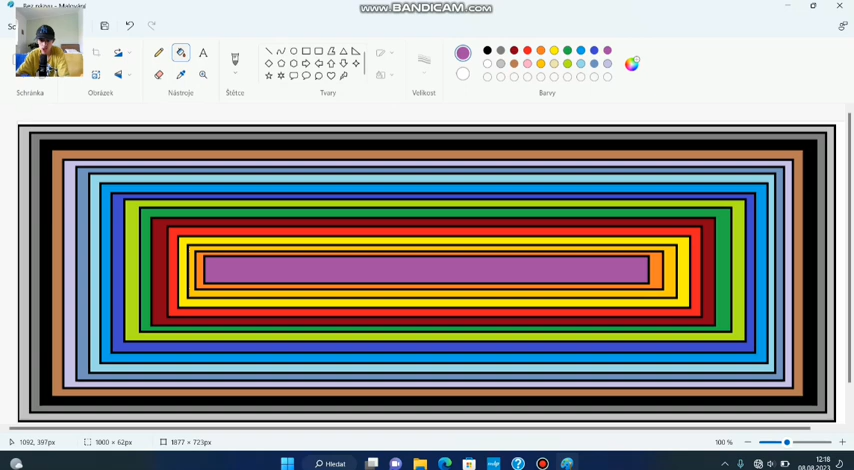 Bez názvu - Malování
www.BANDICAM.com
So
Schránka
Obrázek
Nástroje
Štětce
Tvary
Velikost
Barvy
1092, 397px
1000 × 62px
1877 × 723px
100 %
Hledat
12:18
08.08.2023